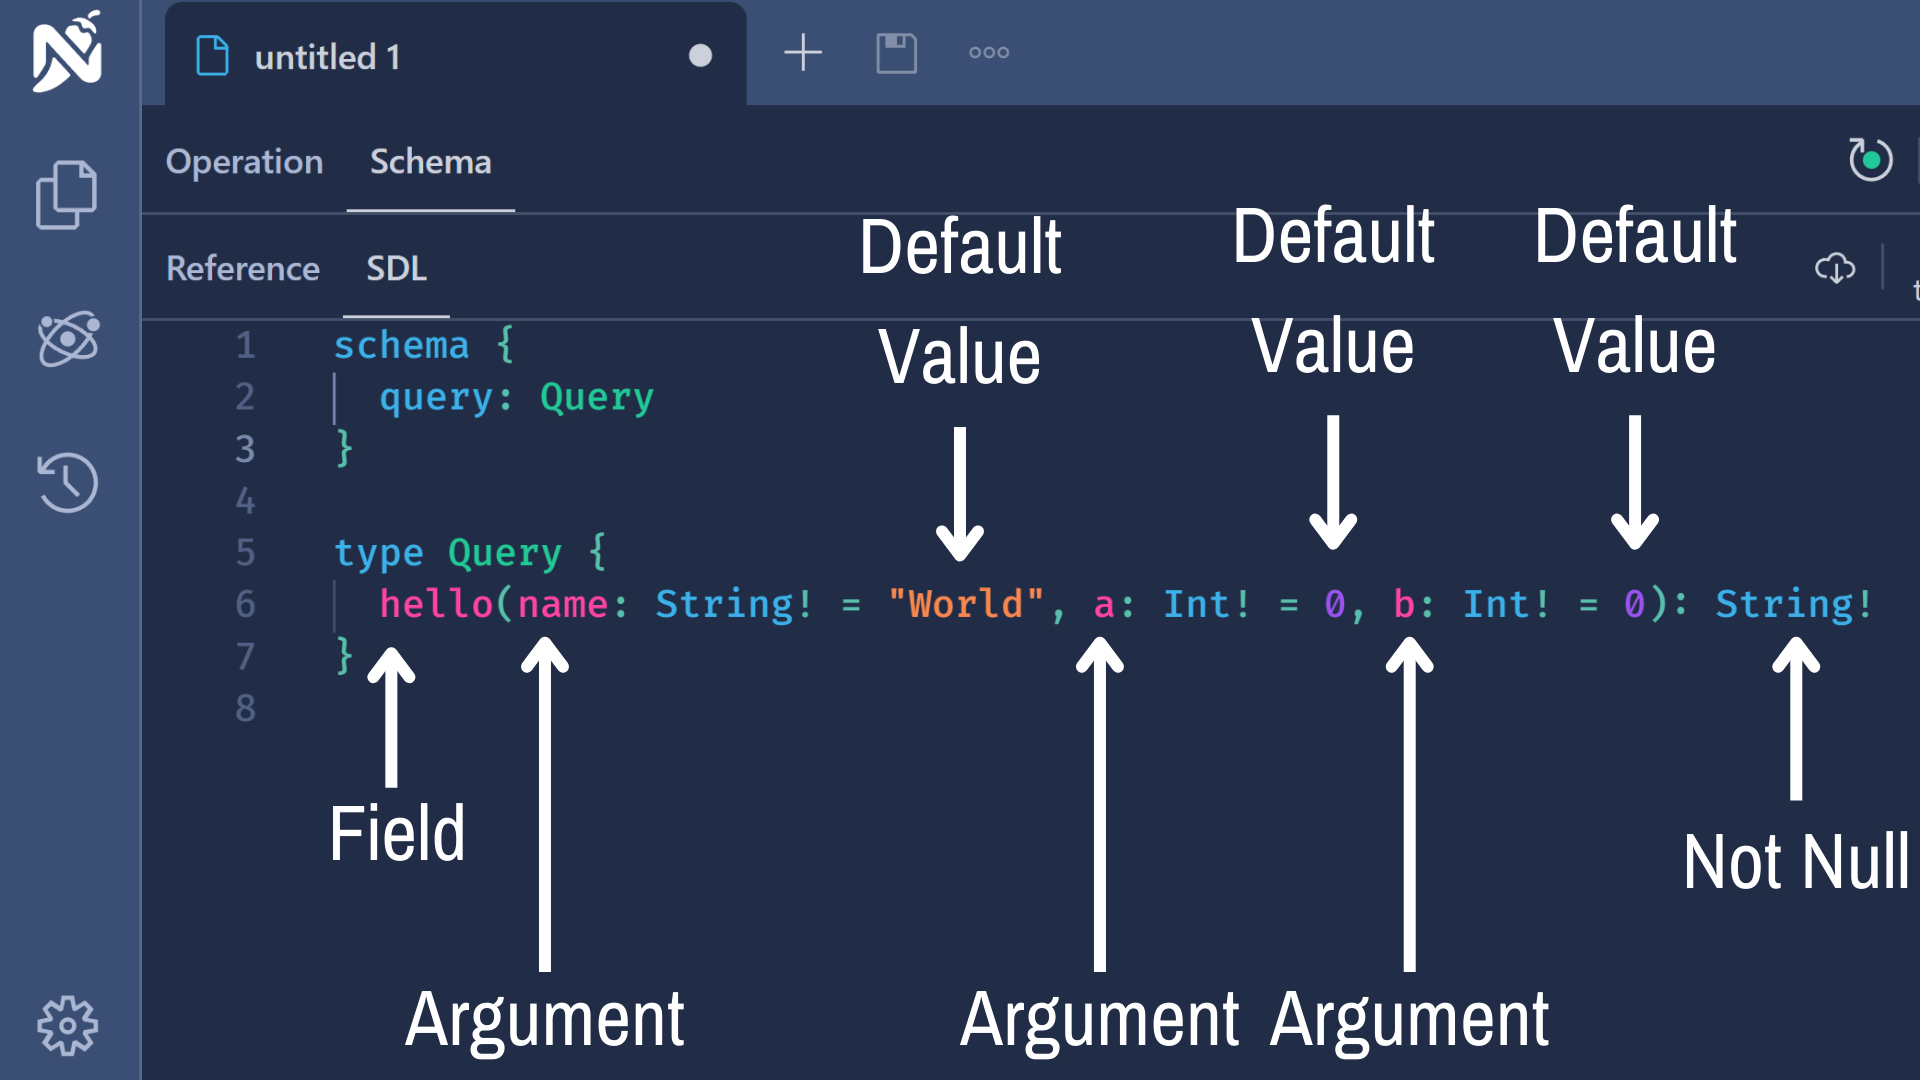 untitled 1
Operation Schema
Reference SDL
Default Value
Default Value
Default Value
1 schema {
2 query: Query
3 }
4
5 type Query {
6 hello(name: String! = "World", a: Int! = 0, b: Int! = 0): String!
7 }
8
Field
Not Null
Argument
Argument
Argument